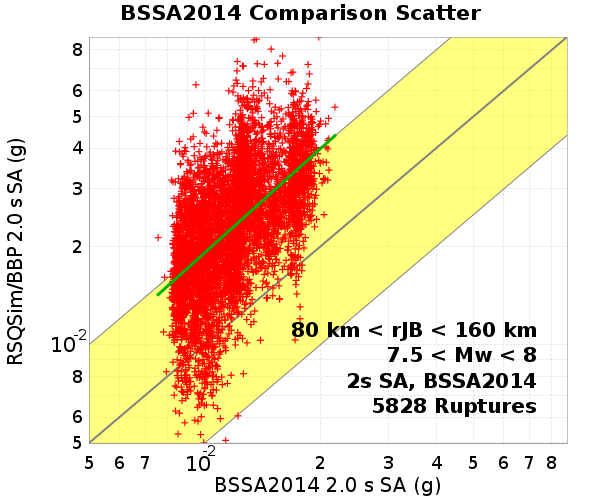 BSSA2014 Comparison Scatter
RSQSim/BBP 2.0 s SA (g)
8
6
5
4
3
2
10-2
8
7
6
5
80 km < rJB < 160 km
7.5 < Mw < 8
2s SA, BSSA2014
5828 Ruptures
5 6 7 10-2 2 3 4 5 6 7 8
BSSA2014 2.0 s SA (g)